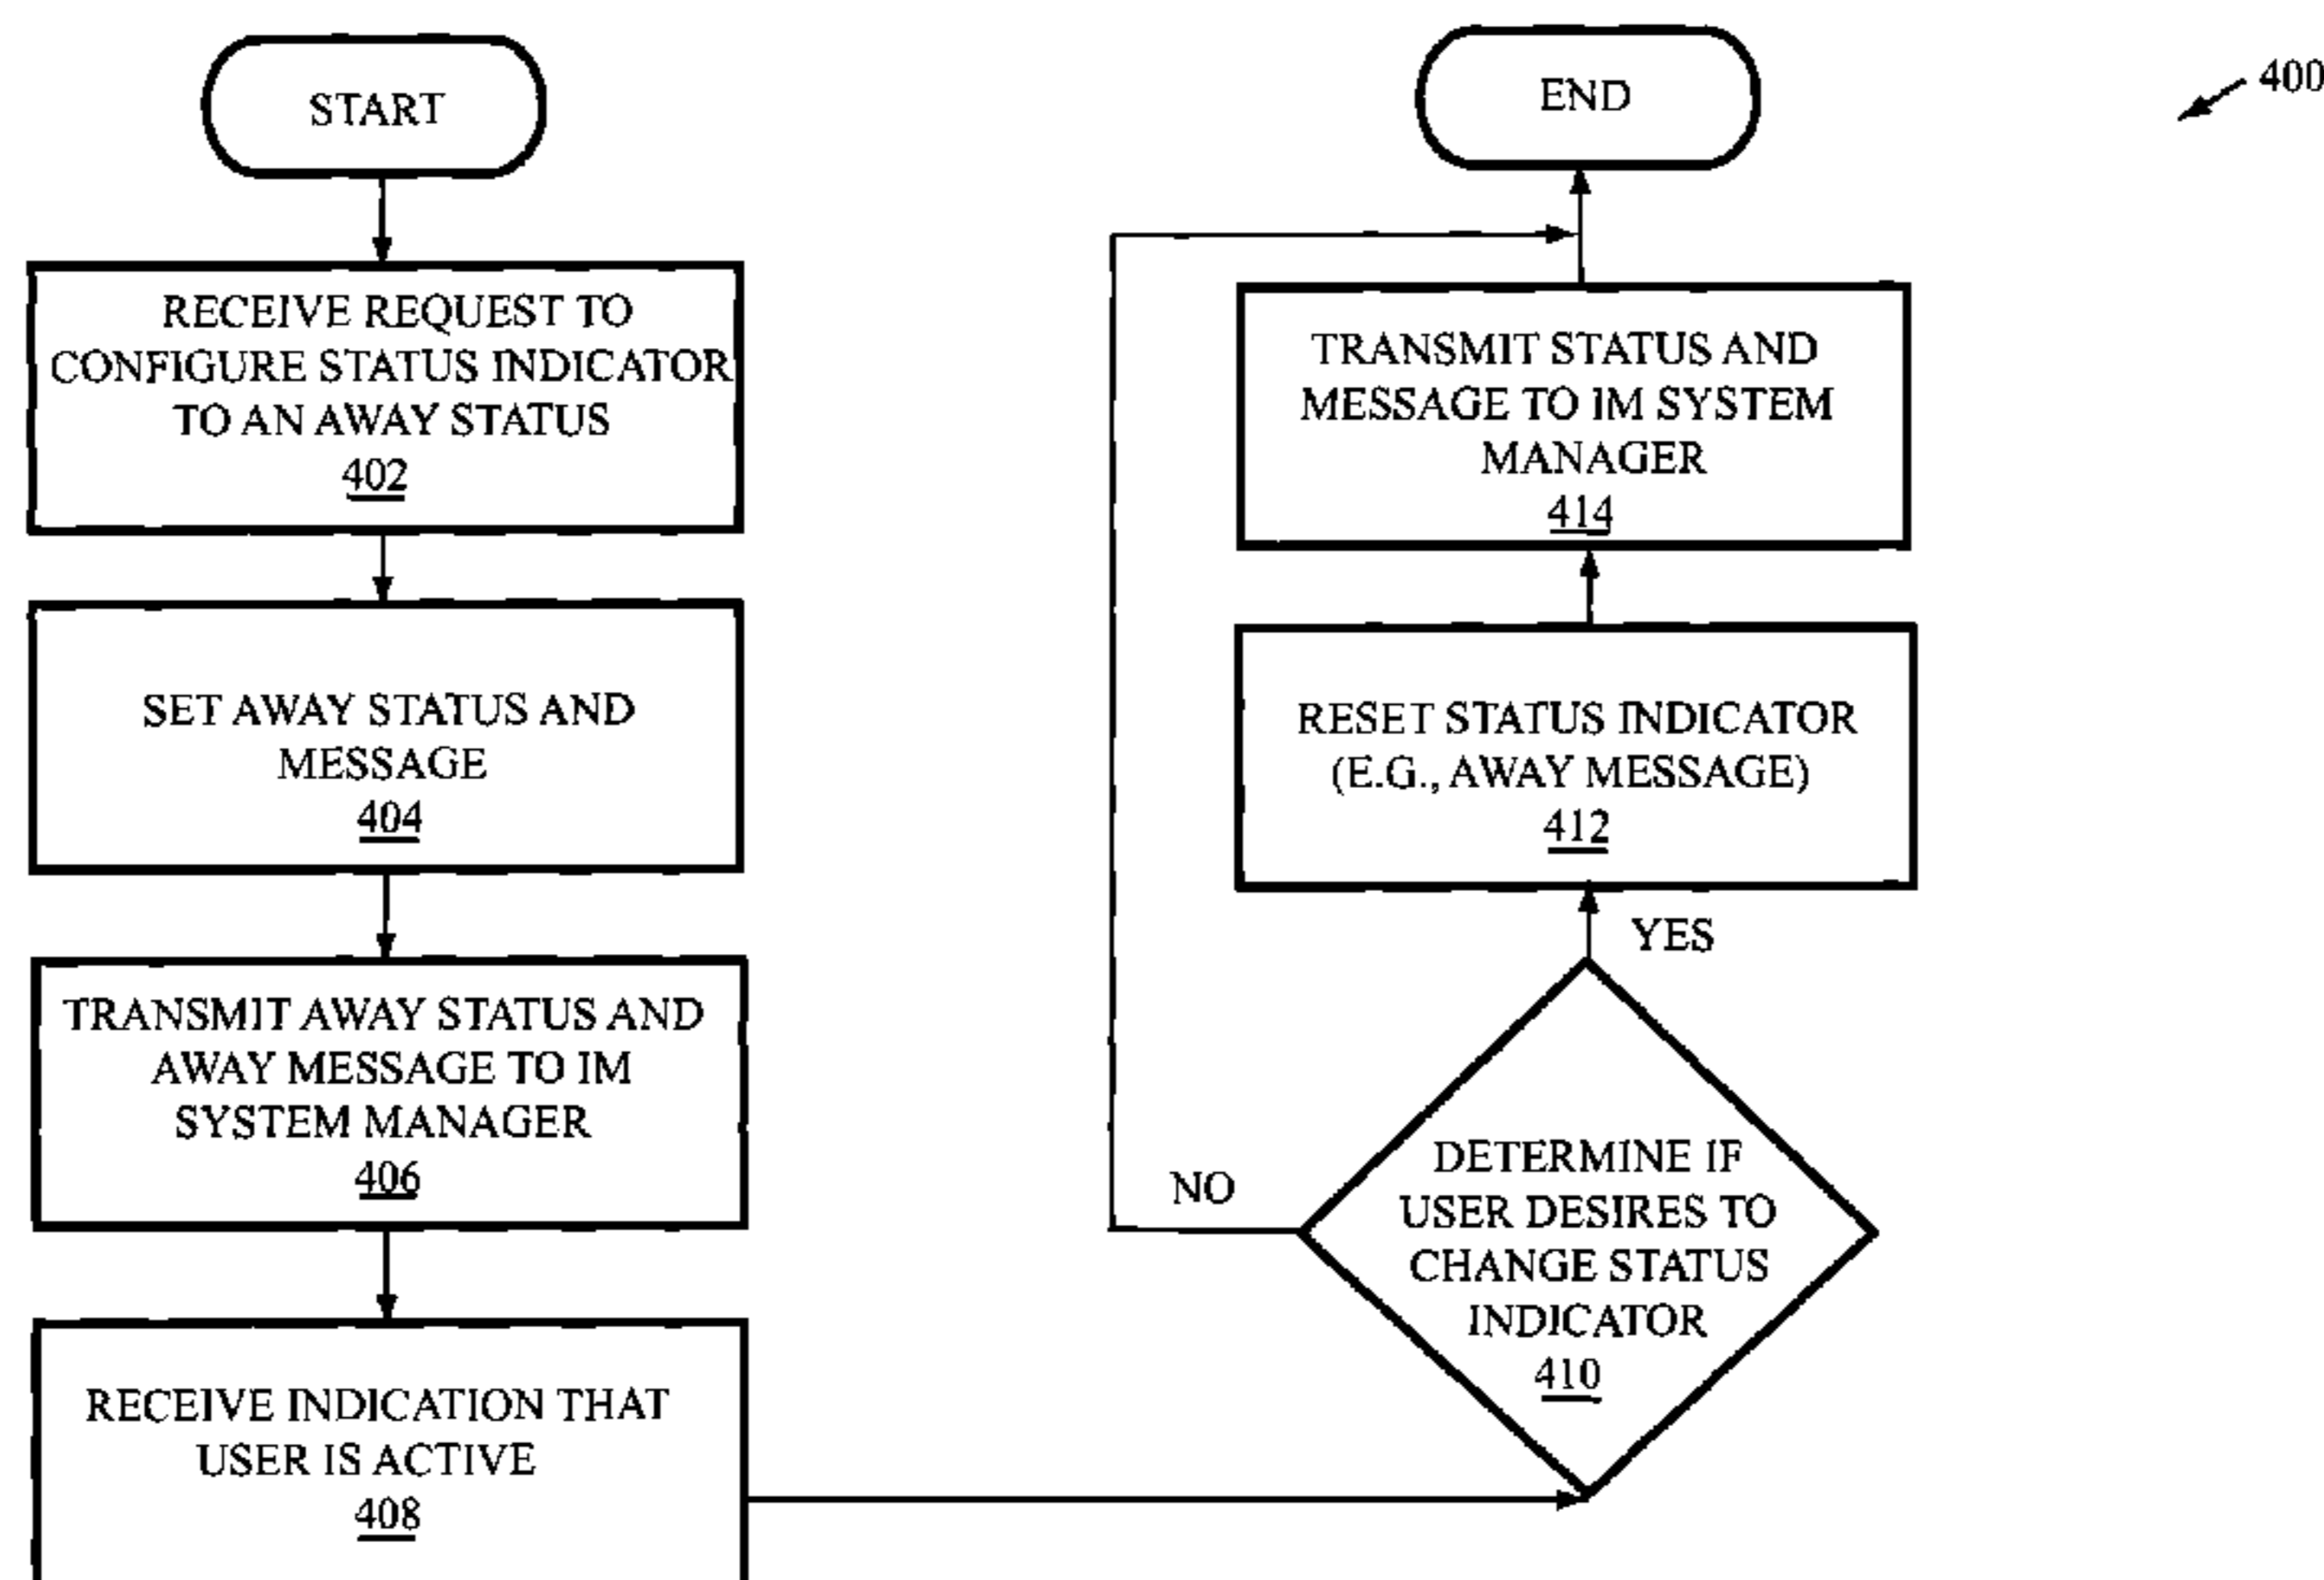 START
RECEIVE REQUEST TO
CONFIGURE STATUS INDICATOR
TO AN AWAY STATUS
402
SET AWAY STATUS AND
MESSAGE
404
TRANSMIT AWAY STATUS AND
AWAY MESSAGE TO IM
SYSTEM MANAGER
406
RECEIVE INDICATION THAT
USER IS ACTIVE
408
DETERMINE IF
USER DESIRES TO
CHANGE STATUS
INDICATOR
410
NO
YES
RESET STATUS INDICATOR
(E.G., AWAY MESSAGE)
412
TRANSMIT STATUS AND
MESSAGE TO IM SYSTEM
MANAGER
414
END
400